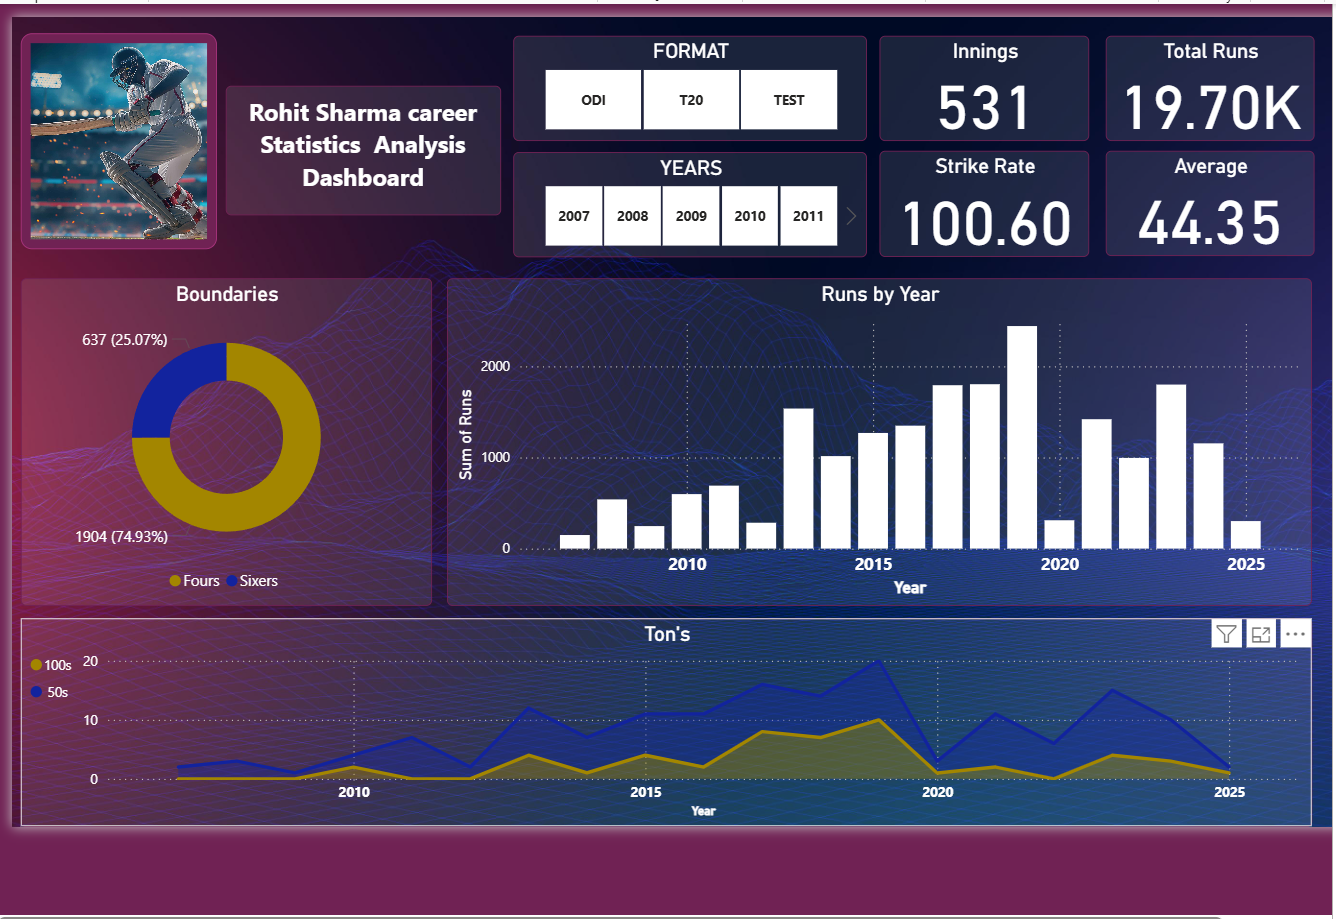 Rohit Sharma career
Statistics Analysis
Dashboard
FORMAT
ODI
T20
TEST
YEARS
2007
2008
2009
2010
2011
Innings
531
Total Runs
19.70K
Strike Rate
100.60
Average
44.35
Boundaries
637 (25.07%)
1904 (74.93%)
Fours
Sixers
Runs by Year
Sum of Runs
2000
1000
0
2010
2015
2020
2025
Year
Ton's
100s
50s
20
10
0
2010
2015
2020
2025
Year